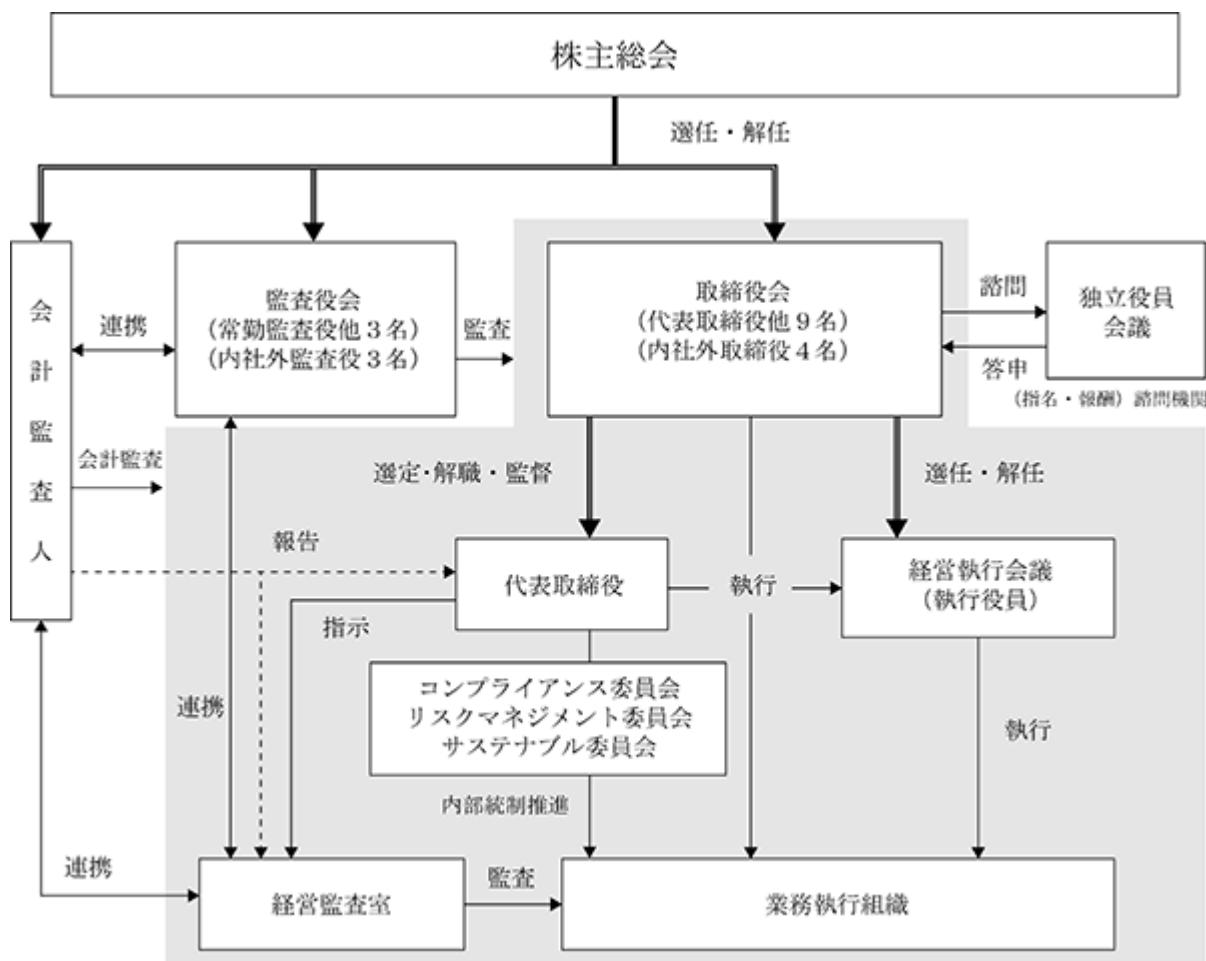 株主総会
選任・解任
会計監査人
連携
監査役会
(常勤監査役他3名)
(内社外監査役3名)
監査
取締役会
(代表取締役他9名)
(内社外取締役4名)
諮問
答申
独立役員
会議
(指名・報酬) 諮問機関
会計監査
選定・解職・監督
選任・解任
報告
代表取締役
執行
経営執行会議
(執行役員)
指示
連携
コンプライアンス委員会
リスクマネジメント委員会
サステナブル委員会
執行
内部統制推進
連携
経営監査室
監査
業務執行組織